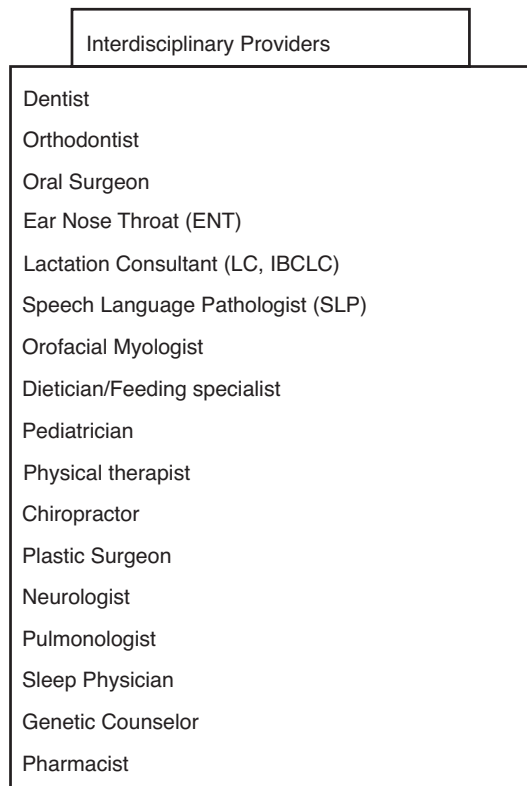 Interdisciplinary Providers
Dentist
Orthodontist
Oral Surgeon
Ear Nose Throat (ENT)
Lactation Consultant (LC, IBCLC)
Speech Language Pathologist (SLP)
Orofacial Myologist
Dietician/Feeding specialist
Pediatrician
Physical therapist
Chiropractor
Plastic Surgeon
Neurologist
Pulmonologist
Sleep Physician
Genetic Counselor
Pharmacist